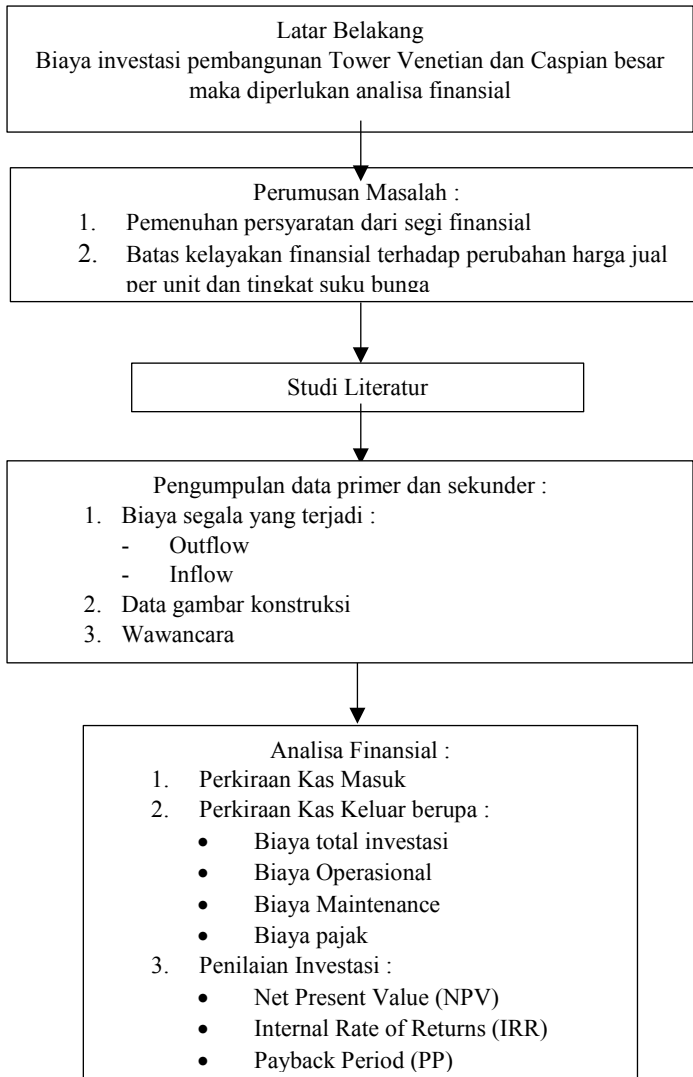 Latar Belakang
Biaya investasi pembangunan Tower Venetian dan Caspian besar
maka diperlukan analisa finansial
Perumusan Masalah :
1. Pemenuhan persyaratan dari segi finansial
2. Batas kelayakan finansial terhadap perubahan harga jual
per unit dan tingkat suku bunga
Studi Literatur
Pengumpulan data primer dan sekunder :
1. Biaya segala yang terjadi :
- Outflow
- Inflow
2. Data gambar konstruksi
3. Wawancara
Analisa Finansial :
1. Perkiraan Kas Masuk
2. Perkiraan Kas Keluar berupa :
• Biaya total investasi
• Biaya Operasional
• Biaya Maintenance
• Biaya pajak
3. Penilaian Investasi :
• Net Present Value (NPV)
• Internal Rate of Returns (IRR)
• Payback Period (PP)